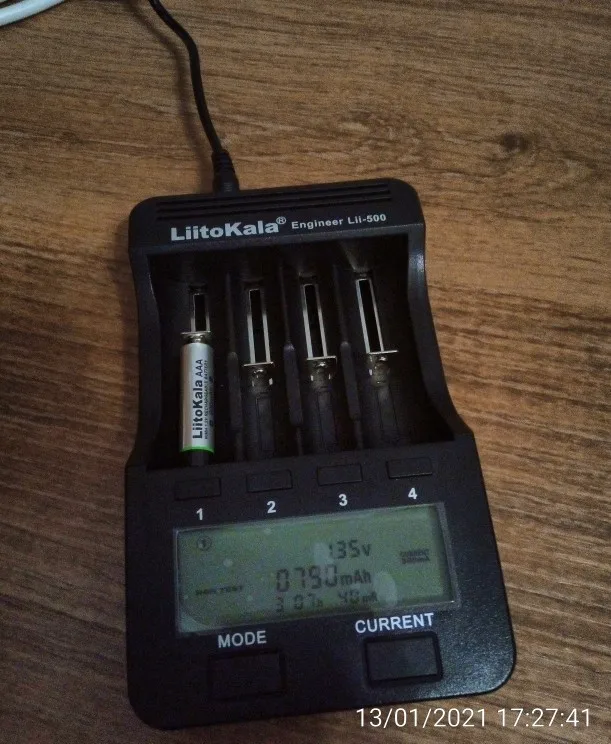 LiitoKala® Engineer Lii-500
LiitoKala AAA
1 2 3 4
1
1.35v
0790mAh
MODE
CURRENT
13/01/2021 17:27:41